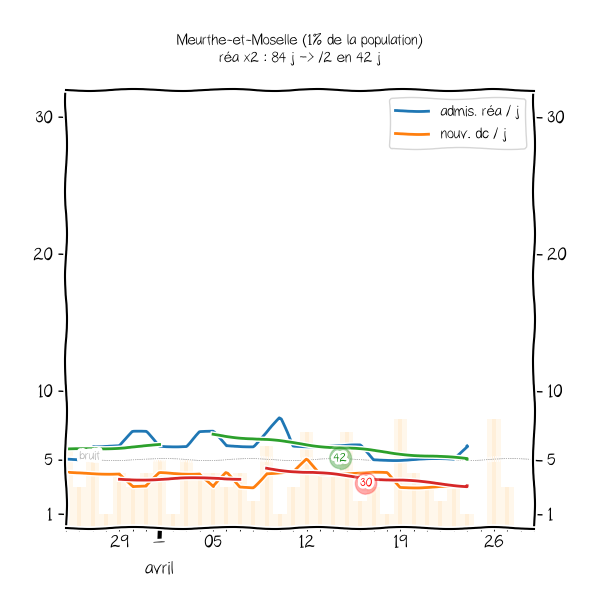 Meurthe-et-Moselle (1% de la population)
réa x2 : 84 j -> /2 en 42 j
admis. réa / j
nouv. dc / j
30
30
20
20
10
10
bruit
5
5
42
30
1
1
29
05
12
19
26
avril